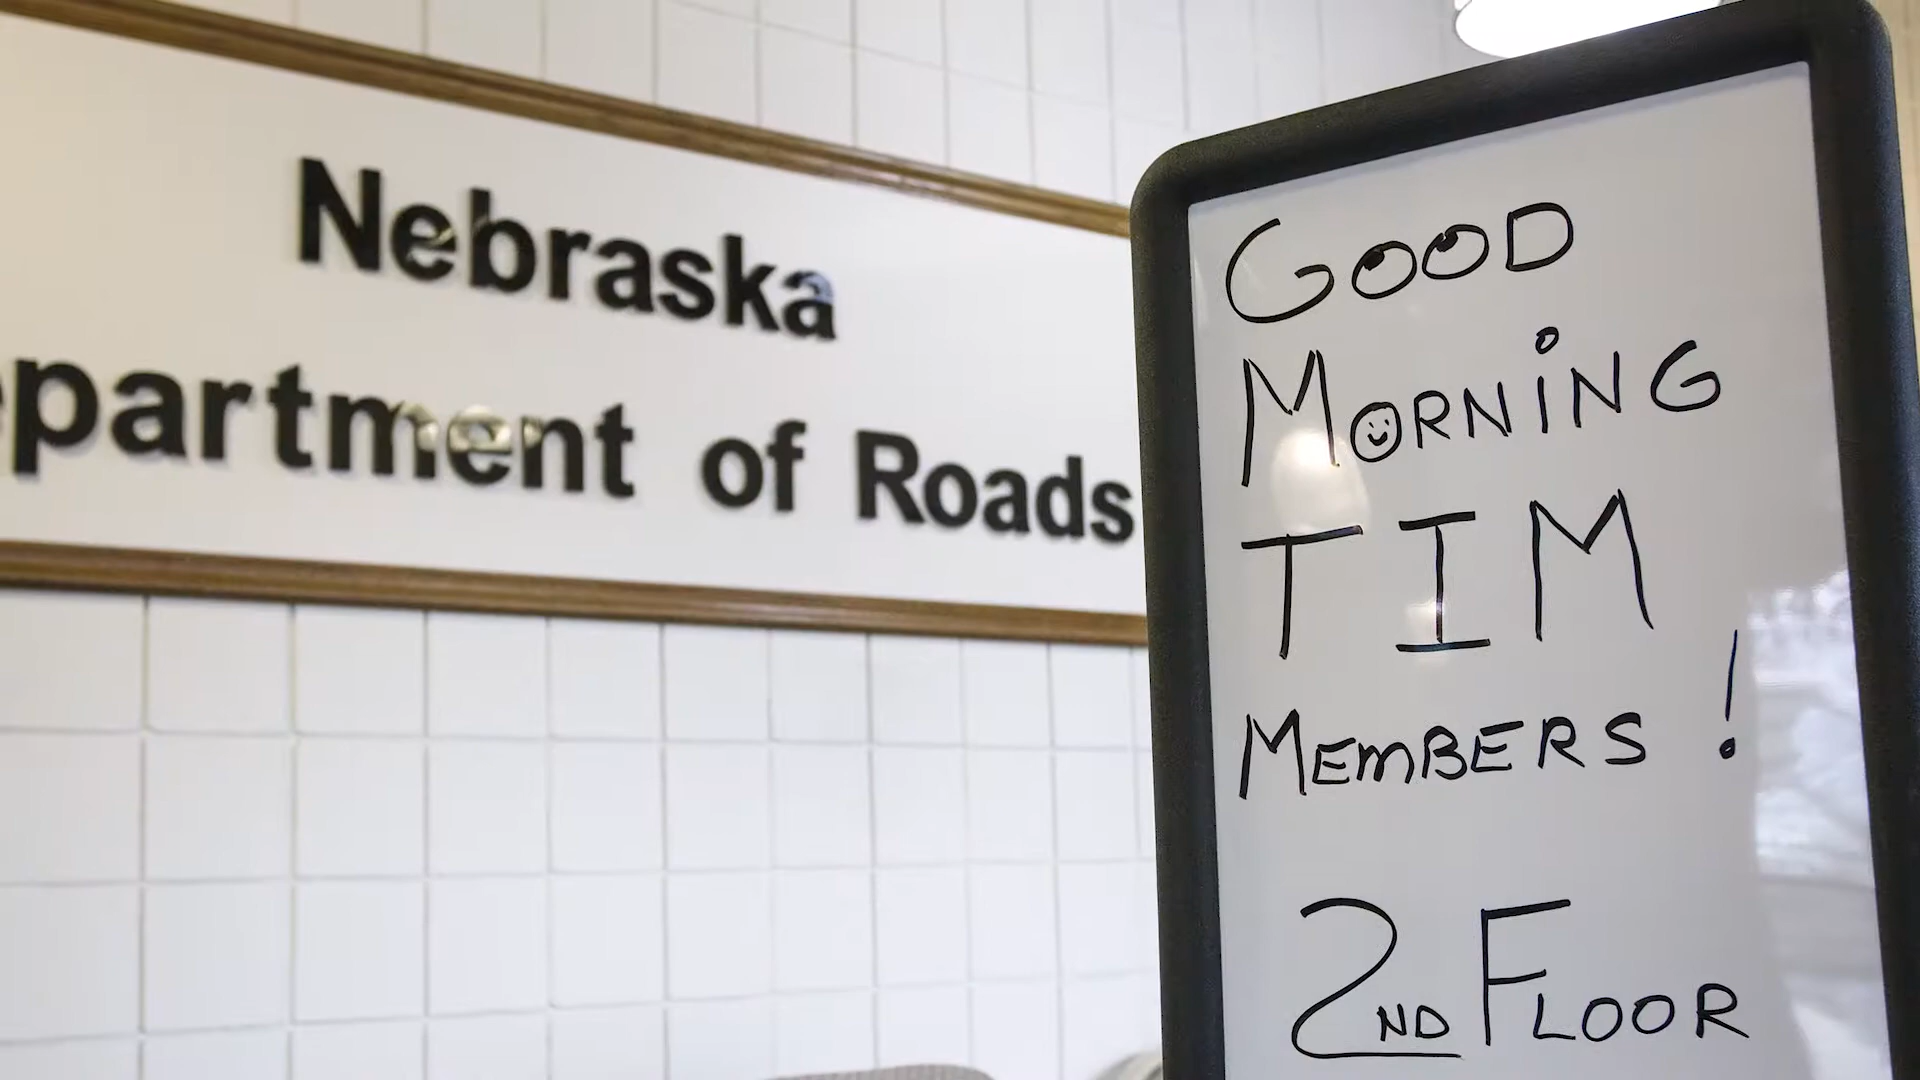 Nebraska
epartment of Roads
GOOD
MORNiNG
TIM
MEmBERS !
2ND FLOOR